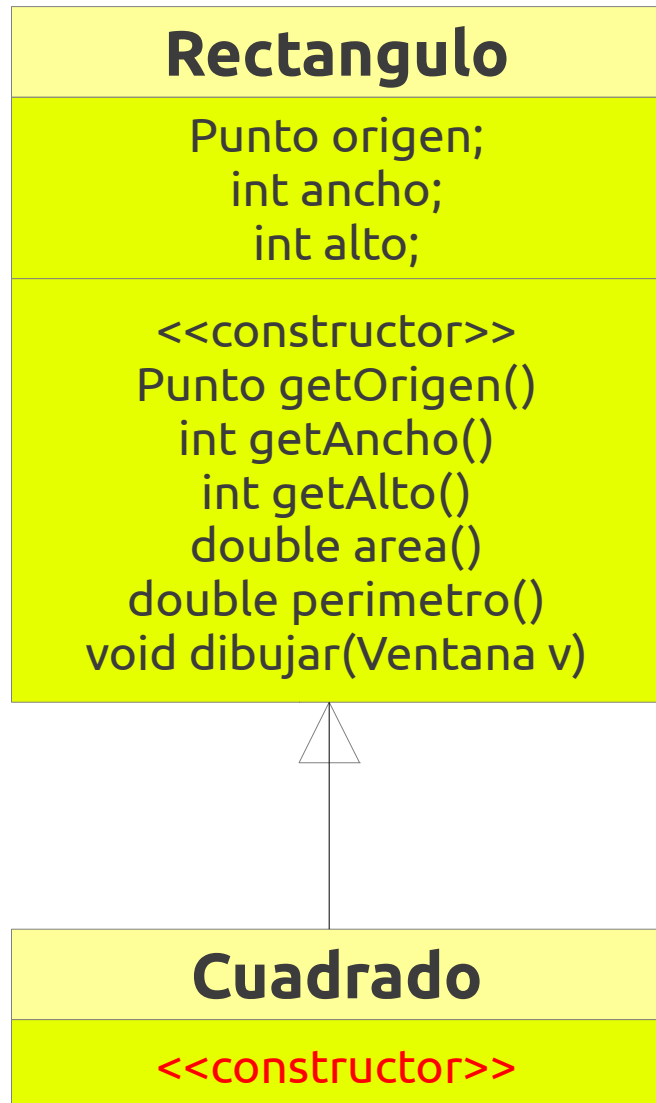 Rectangulo
Punto origen;
int ancho;
int alto;
<<constructor>>
Punto getOrigen()
int getAncho()
int getAlto()
double area()
double perimetro()
void dibujar(Ventana v)
Cuadrado
<<constructor>>